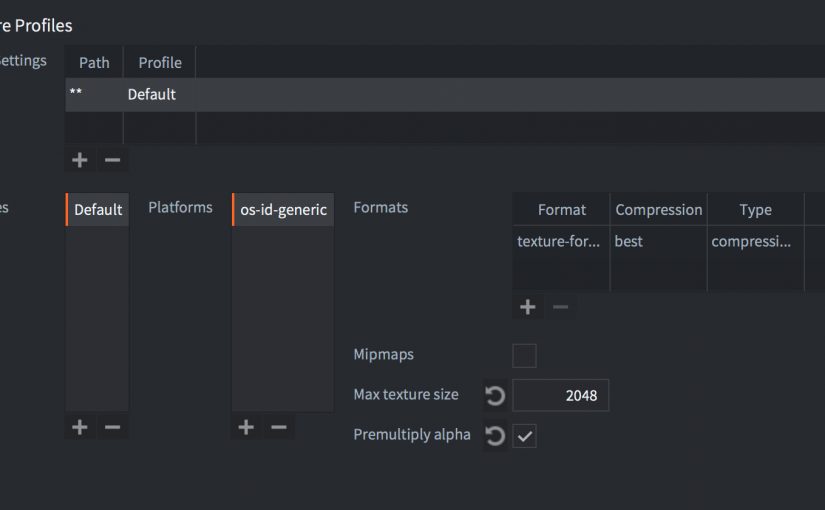 re Profiles
Settings Path Profile
** Default
es Default Platforms os-id-generic Formats Format Compression Type
texture-for... best compressi...
Mipmaps
Max texture size 2048
Premultiply alpha